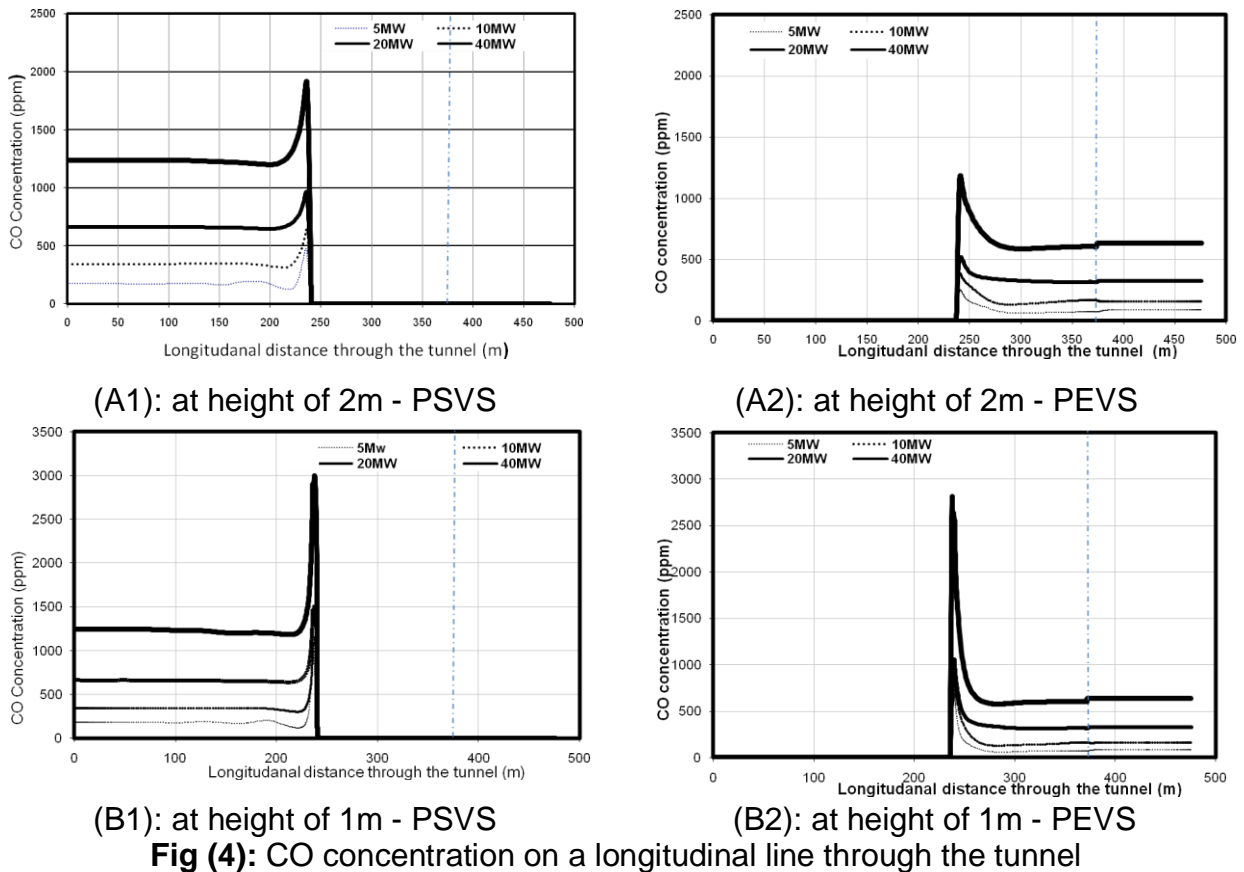 2500
2000
1500
1000
500
0
CO Concentration (ppm)
5MW 10MW
20MW 40MW
0 50 100 150 200 250 300 350 400 450 500
Longitudanal distance through the tunnel (m)
(A1): at height of 2m - PSVS
2500
2000
1500
1000
500
0
CO concentration (ppm)
5MW 10MW
20MW 40MW
0 50 100 150 200 250 300 350 400 450 500
Longitudanl distance through the tunnel (m)
(A2): at height of 2m - PEVS
3500
3000
2500
2000
1500
1000
500
0
CO Concentration (ppm)
5Mw 10MW
20MW 40MW
0 100 200 300 400 500
Longitudanal distance through the tunnel (m)
(B1): at height of 1m - PSVS
3500
3000
2500
2000
1500
1000
500
0
CO concentration (ppm)
5MW 10MW
20MW 40MW
0 100 200 300 400 500
Longitudanal distance through the tunnel (m)
(B2): at height of 1m - PEVS
Fig (4): CO concentration on a longitudinal line through the tunnel